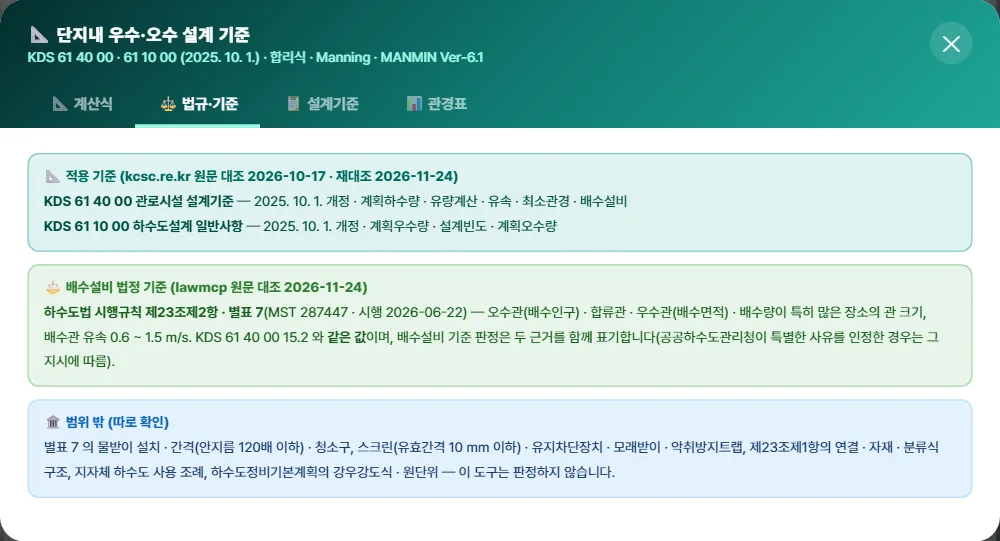 단지내 우수·오수 설계 기준
KDS 61 40 00 · 61 10 00 (2025. 10. 1.) · 합리식 · Manning · MANMIN Ver-6.1
계산식 법규·기준 설계기준 관경표
적용 기준 (kcsc.re.kr 원문 대조 2026-10-17 · 재대조 2026-11-24)
KDS 61 40 00 관로시설 설계기준 — 2025. 10. 1. 개정 · 계획하수량 · 유량계산 · 유속 · 최소관경 · 배수설비
KDS 61 10 00 하수도설계 일반사항 — 2025. 10. 1. 개정 · 계획우수량 · 설계빈도 · 계획오수량
배수설비 법정 기준 (lawmcp 원문 대조 2026-11-24)
하수도법 시행규칙 제23조제2항 · 별표 7(MST 287447 · 시행 2026-06-22) — 오수관(배수인구) · 합류관 · 우수관(배수면적) · 배수량이 특히 많은 장소의 관 크기,
배수관 유속 0.6 ~ 1.5 m/s. KDS 61 40 00 15.2 와 같은 값이며, 배수설비 기준 판정은 두 근거를 함께 표기합니다(공공하수도관리청이 특별한 사유를 인정한 경우는 그
지시에 따름).
범위 밖 (따로 확인)
별표 7 의 물받이 설치 · 간격(안지름 120배 이하) · 청소구, 스크린(유효간격 10 mm 이하) · 유지차단장치 · 모래받이 · 악취방지트랩, 제23조제1항의 연결 · 자재 · 분류식
구조, 지자체 하수도 사용 조례, 하수도정비기본계획의 강우강도식 · 원단위 — 이 도구는 판정하지 않습니다.